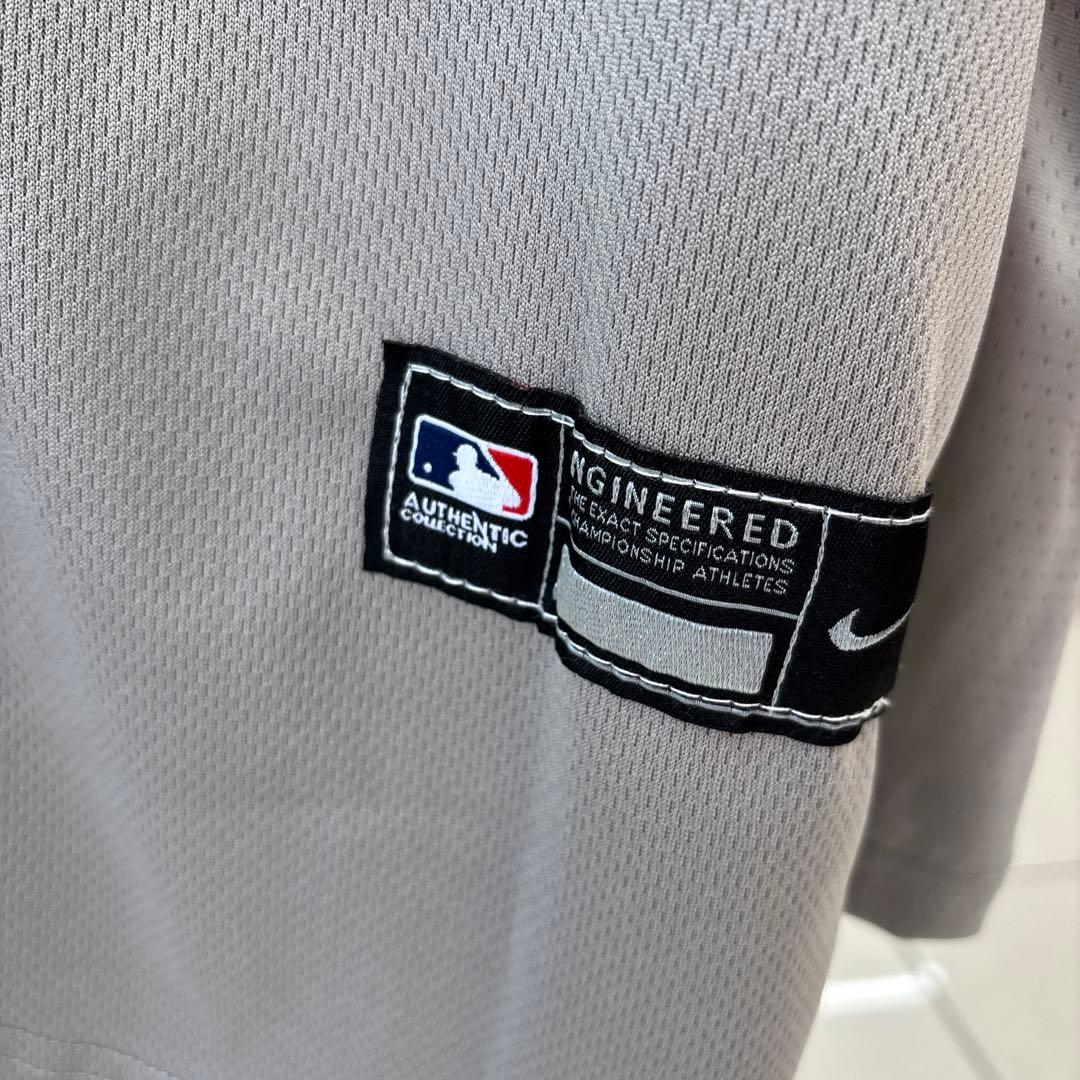 AUTHENTIC
COLLECTION
NGINEERED
THE EXACT SPECIFICATIONS
HAMPIONSHIP ATHLETES